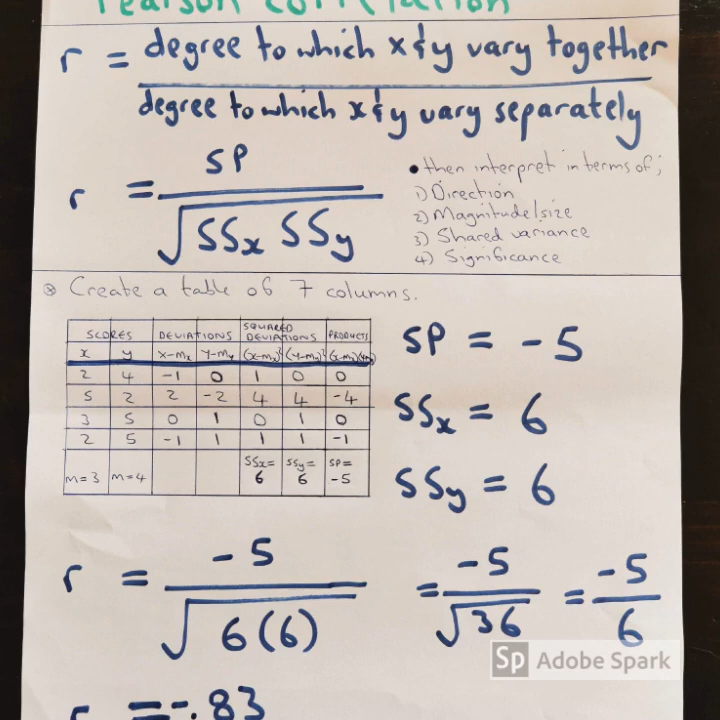 Pearson Correlation
r = degree to which x & y vary together
degree to which x & y vary separately
r = SP
√SSx SSy
• then interpret in terms of;
1) Direction
2) Magnitude/size
3) Shared variance
4) Significance
Create a table of 7 columns.
SCORES DEVIATIONS SQUARED DEVIATIONS PRODUCTS
x y x-mx y-my (x-mx)² (y-my)² (x-mx)(y-my)
2 4 -1 0 1 0 0
5 2 2 -2 4 4 -4
3 5 0 1 0 1 0
2 5 -1 1 1 1 -1
M=3 M=4 SSx= 6 SSy= 6 SP= -5
SP = -5
SSx = 6
SSy = 6
r = -5 = -5 = -5
√6(6) √36 6
r = -.83
Sp Adobe Spark